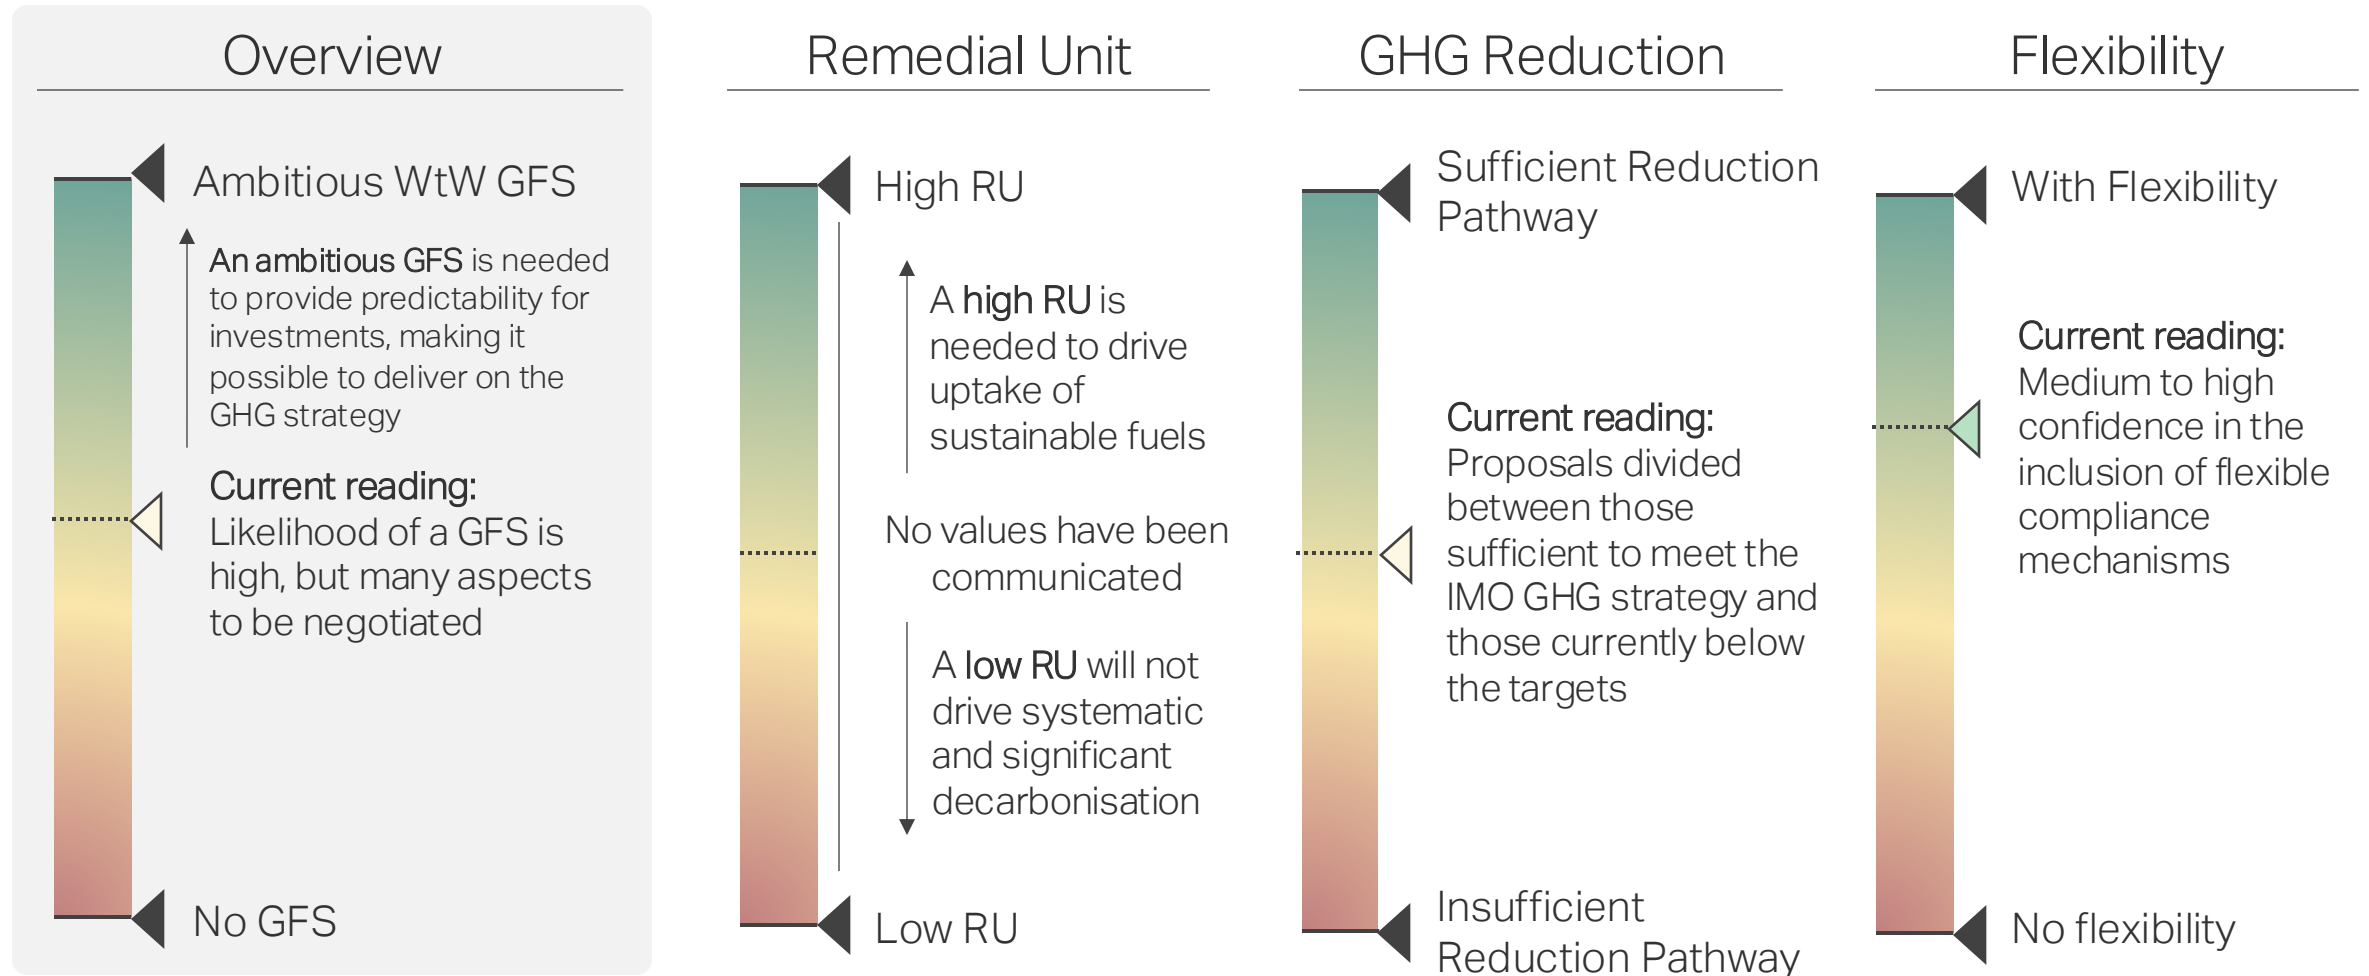 Overview
Ambitious WtW GFS
An ambitious GFS is needed
to provide predictability for
investments, making it
possible to deliver on the
GHG strategy
Current reading:
Likelihood of a GFS is
high, but many aspects
to be negotiated
No GFS
Remedial Unit
High RU
A high RU is
needed to drive
uptake of
sustainable fuels
No values have been
communicated
A low RU will not
drive systematic
and significant
decarbonisation
Low RU
GHG Reduction
Sufficient Reduction
Pathway
Current reading:
Proposals divided
between those
sufficient to meet the
IMO GHG strategy and
those currently below
the targets
Insufficient
Reduction Pathway
Flexibility
With Flexibility
Current reading:
Medium to high
confidence in the
inclusion of flexible
compliance
mechanisms
No flexibility